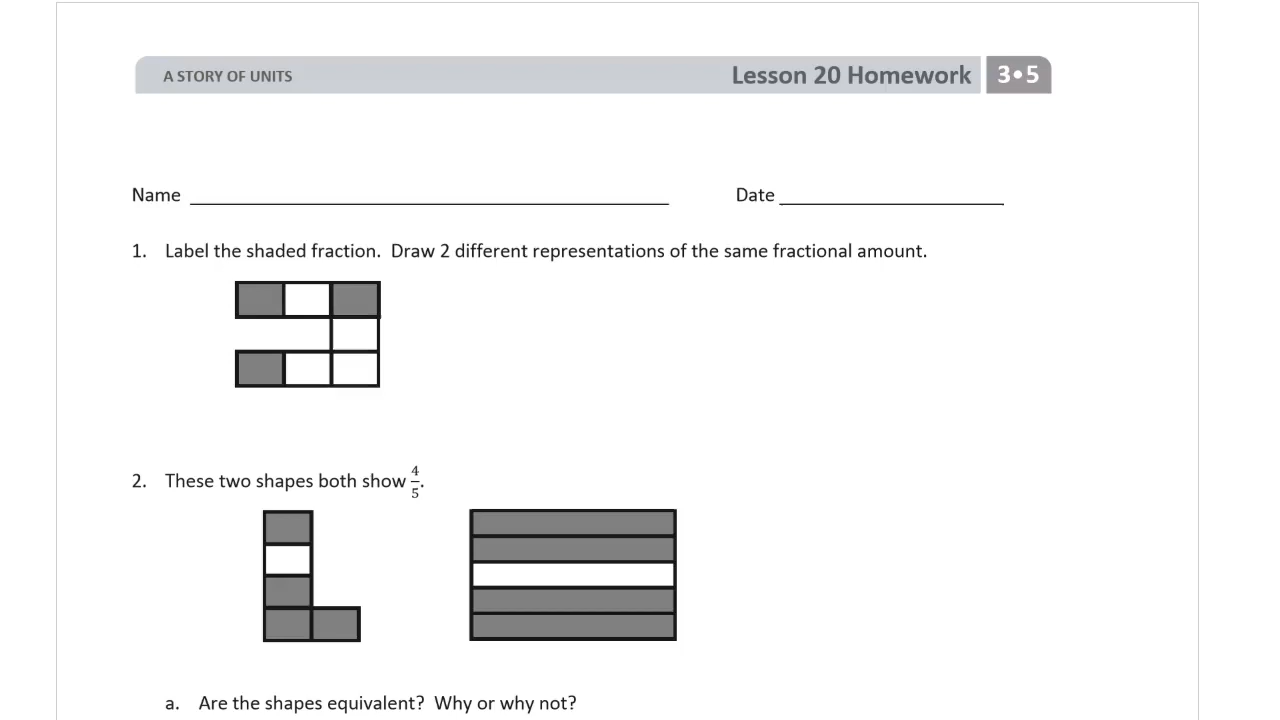 A STORY OF UNITS
Lesson 20 Homework 3•5
Name Date
1. Label the shaded fraction. Draw 2 different representations of the same fractional amount.
2. These two shapes both show 4/5.
a. Are the shapes equivalent? Why or why not?